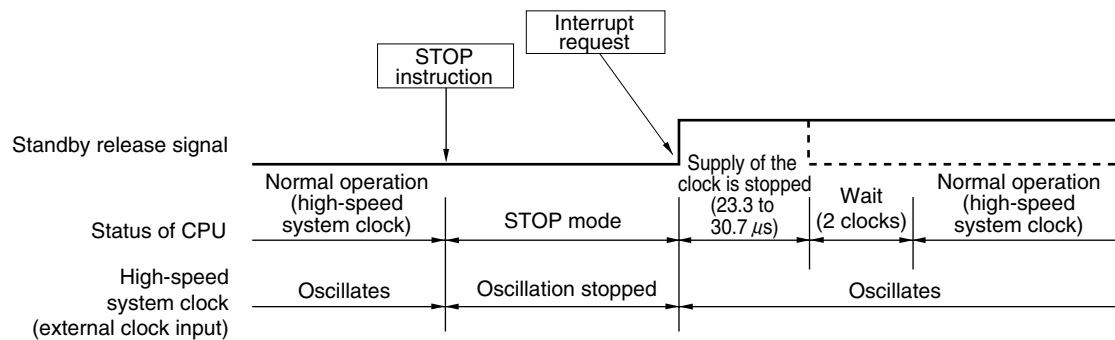 Interrupt
request
STOP
instruction
Standby release signal
Supply of the
clock is stopped
(23.3 to
30.7 μs)
Normal operation
(high-speed
system clock)
Status of CPU
STOP mode
Wait
(2 clocks)
Normal operation
(high-speed
system clock)
High-speed
system clock
(external clock input)
Oscillates
Oscillation stopped
Oscillates